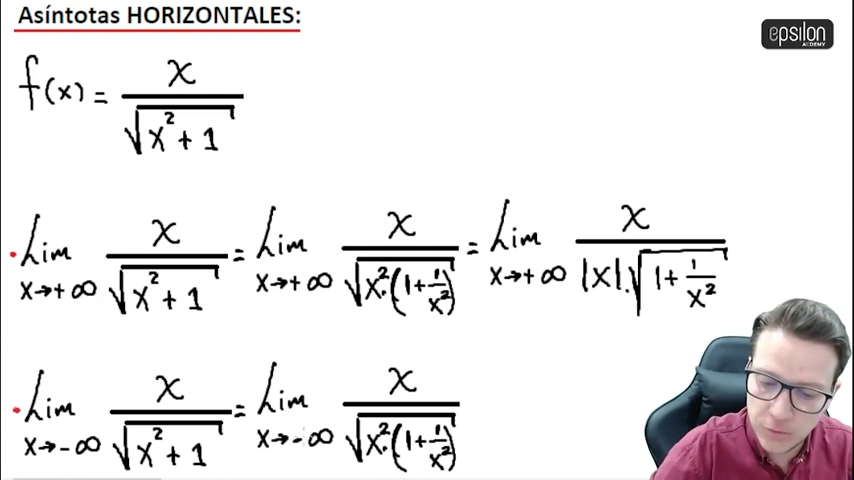 Asíntotas HORIZONTALES:
epsilon
ACADEMY
f(x) = x / √(x² + 1)
• Lim x→+∞ x / √(x² + 1) = Lim x→+∞ x / √(x²·(1 + 1/x²)) = Lim x→+∞ x / |x|·√(1 + 1/x²)
• Lim x→-∞ x / √(x² + 1) = Lim x→-∞ x / √(x²·(1 + 1/x²))